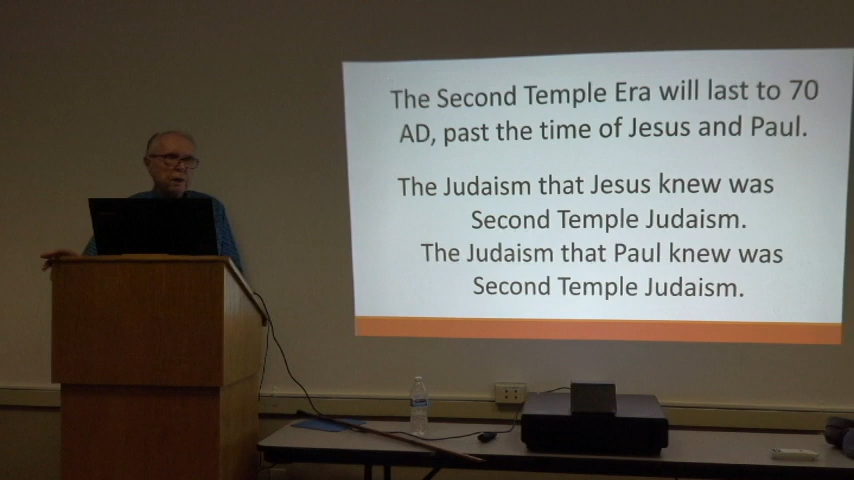 The Second Temple Era will last to 70
AD, past the time of Jesus and Paul.
The Judaism that Jesus knew was
Second Temple Judaism.
The Judaism that Paul knew was
Second Temple Judaism.